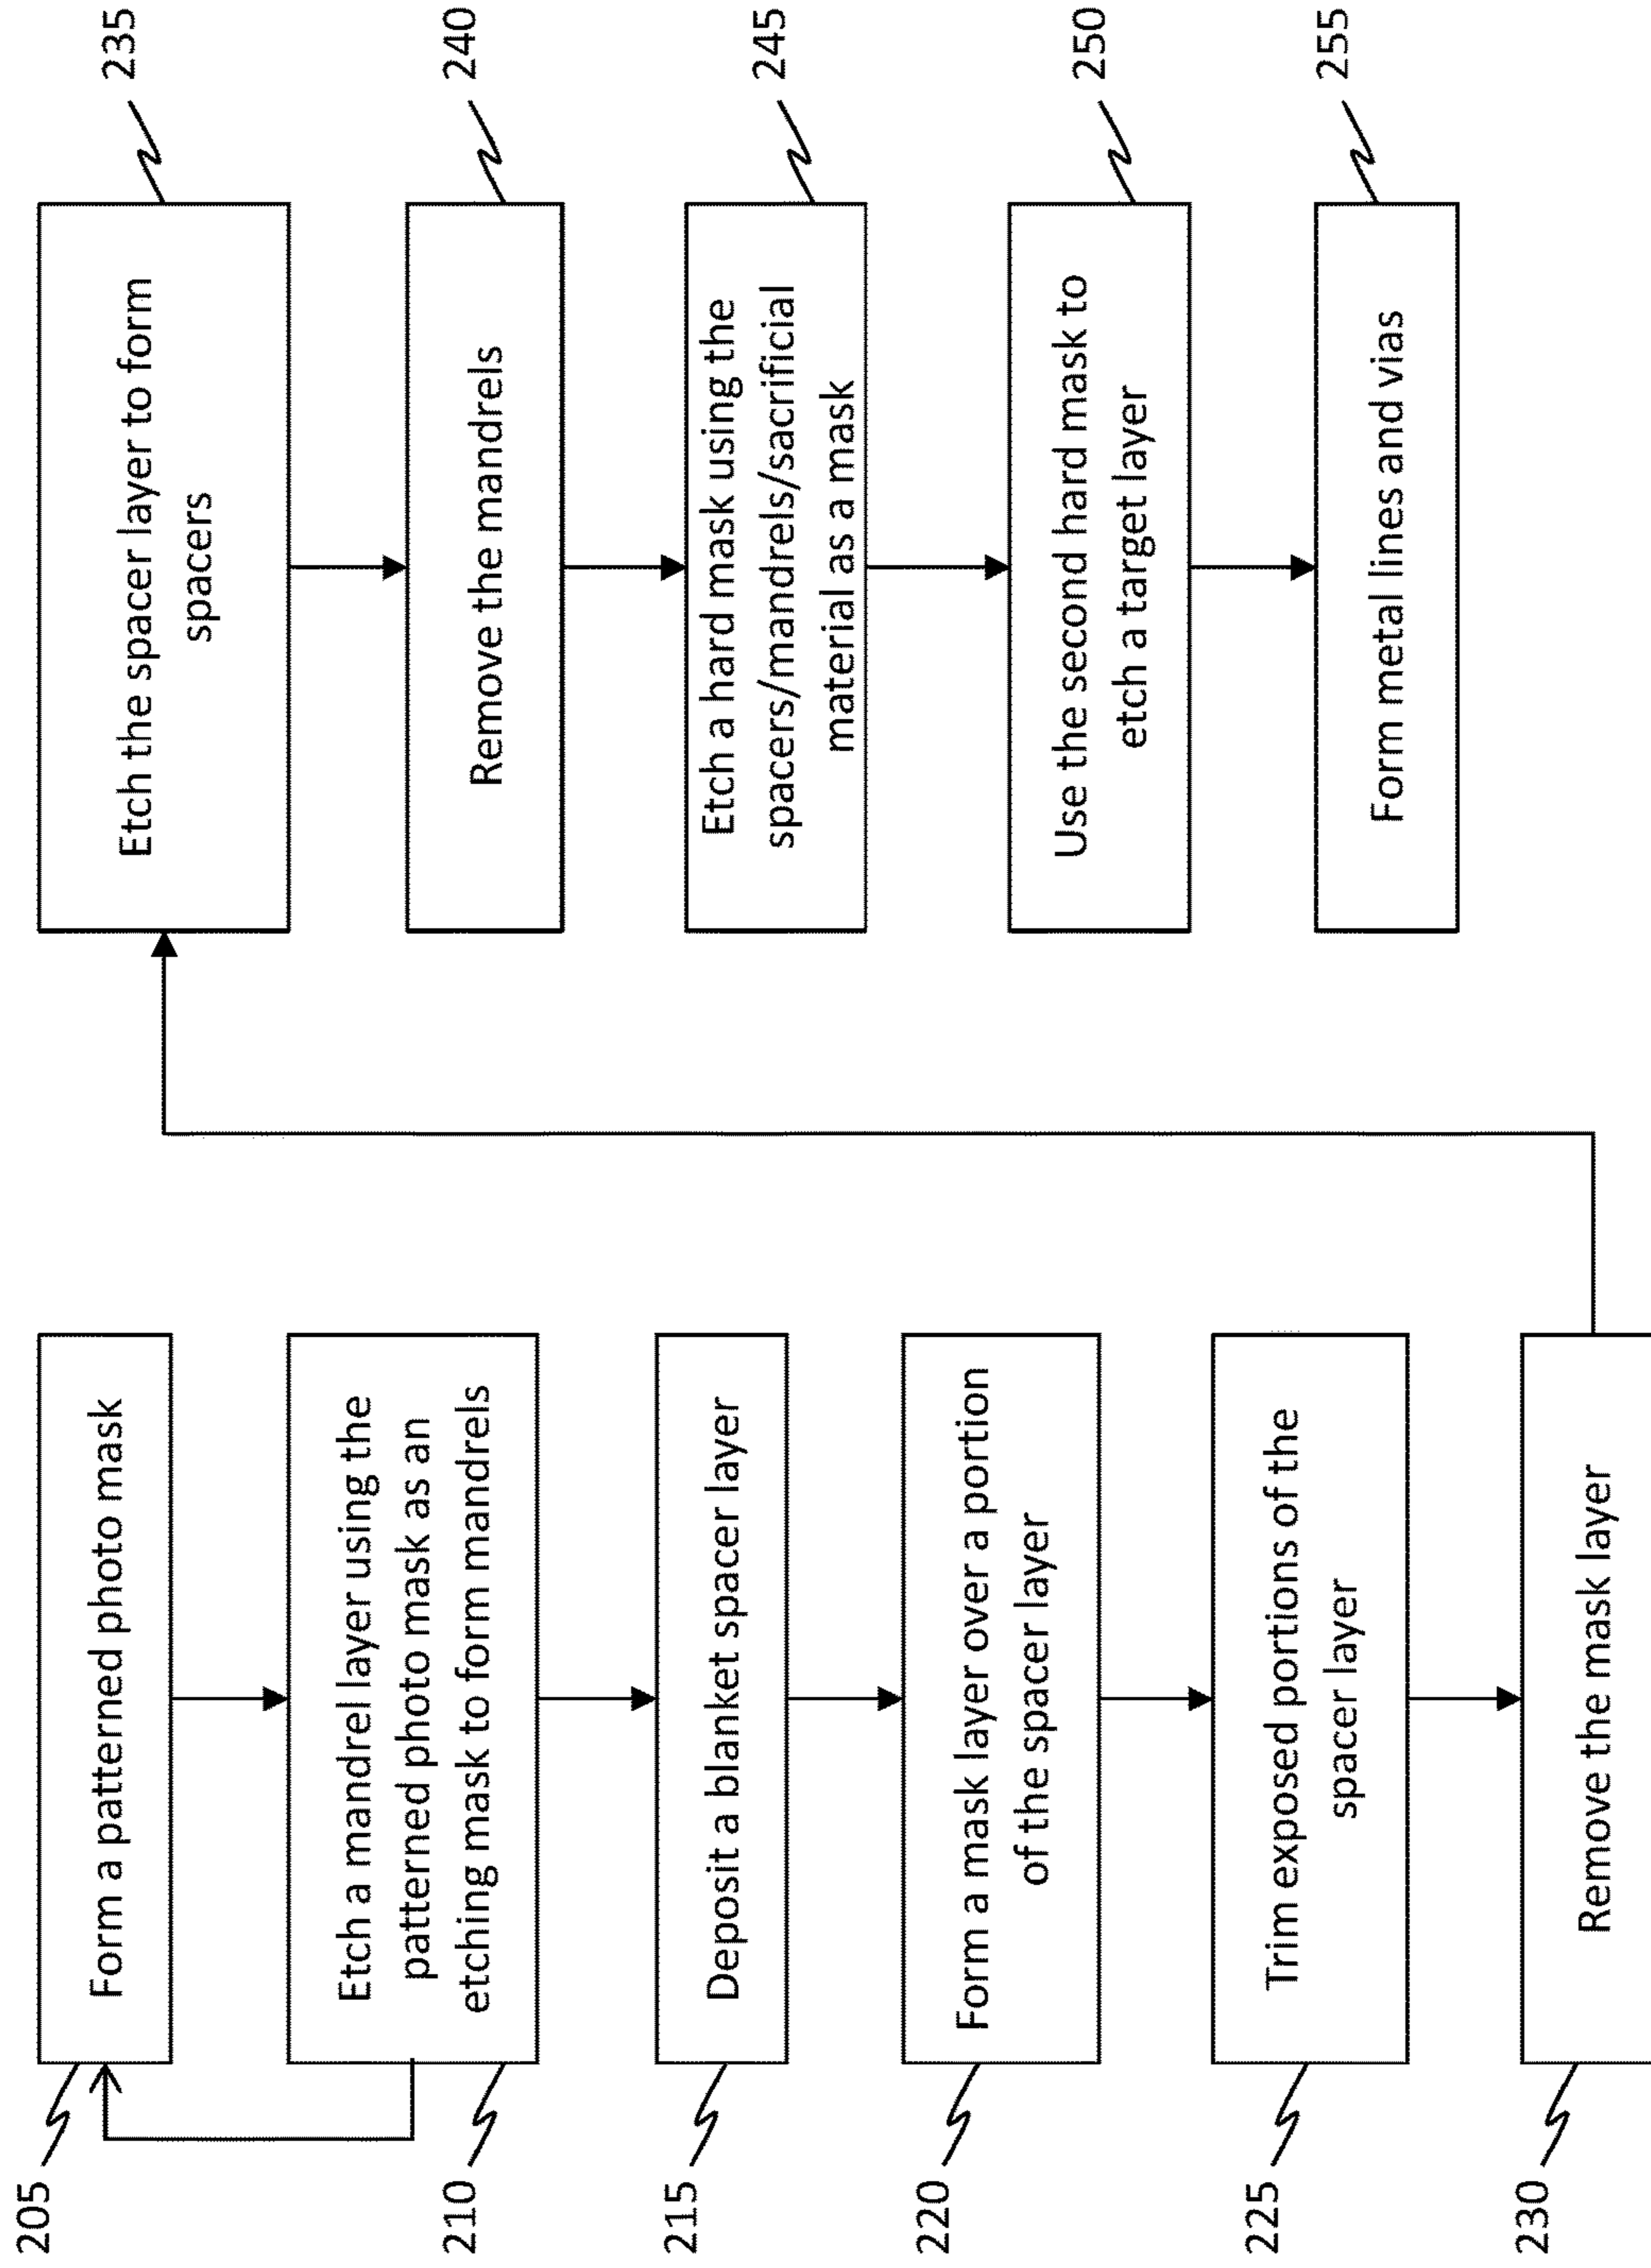 205
Form a patterned photo mask
210
Etch a mandrel layer using the
patterned photo mask as an
etching mask to form mandrels
215
Deposit a blanket spacer layer
220
Form a mask layer over a portion
of the spacer layer
225
Trim exposed portions of the
spacer layer
230
Remove the mask layer
235
Etch the spacer layer to form
spacers
240
Remove the mandrels
245
Etch a hard mask using the
spacers/mandrels/sacrificial
material as a mask
250
Use the second hard mask to
etch a target layer
255
Form metal lines and vias